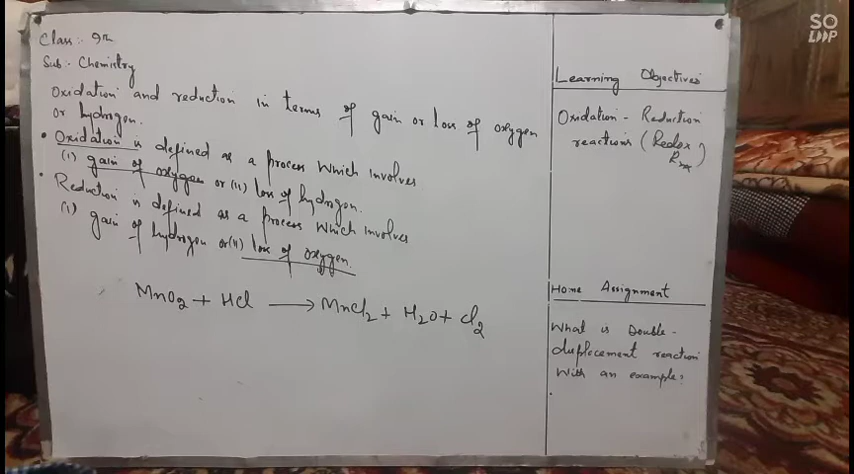 Class :- 9th
Sub:- Chemistry
Oxidation and reduction in terms of gain or loss of oxygen
or hydrogen.
• Oxidation is defined as a process which involves
(i) gain of oxygen or (ii) loss of hydrogen.
• Reduction is defined as a process which involves
(i) gain of hydrogen or (ii) loss of oxygen.
MnO2 + HCl ⟶ MnCl2 + H2O + Cl2
Learning Objectives
Oxidation - Reduction
reactions (Redox
Rxn)
Home Assignment
What is Double -
duplacement reaction
With an example?
SO
LOOP